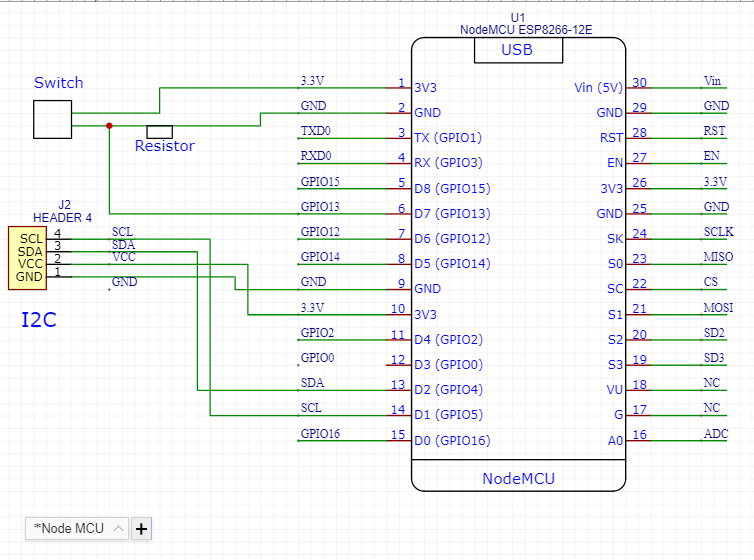 U1
NodeMCU ESP8266-12E
USB
Switch
Resistor
J2
HEADER 4
SCL 4 SCL
SDA 3 SDA
VCC 2 VCC
GND 1 GND
I2C
3.3V 1 3V3 Vin (5V) 30 Vin
GND 2 GND GND 29 GND
TXD0 3 TX (GPIO1) RST 28 RST
RXD0 4 RX (GPIO3) EN 27 EN
GPIO15 5 D8 (GPIO15) 3V3 26 3.3V
GPIO13 6 D7 (GPIO13) GND 25 GND
GPIO12 7 D6 (GPIO12) SK 24 SCLK
GPIO14 8 D5 (GPIO14) S0 23 MISO
GND 9 GND SC 22 CS
3.3V 10 3V3 S1 21 MOSI
GPIO2 11 D4 (GPIO2) S2 20 SD2
GPIO0 12 D3 (GPIO0) S3 19 SD3
SDA 13 D2 (GPIO4) VU 18 NC
SCL 14 D1 (GPIO5) G 17 NC
GPIO16 15 D0 (GPIO16) A0 16 ADC
NodeMCU
*Node MCU +